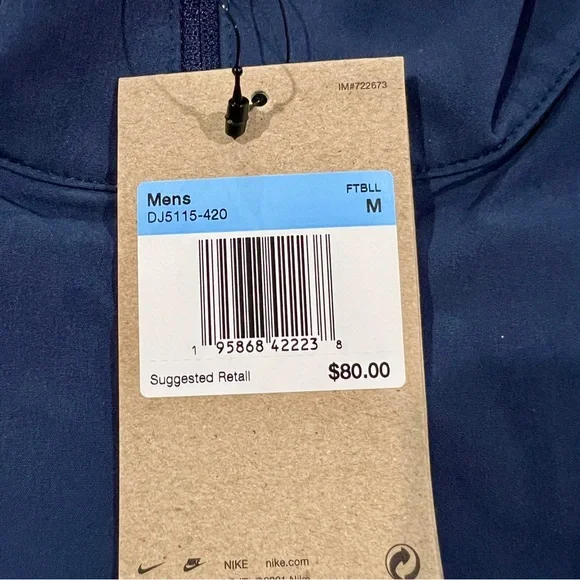 IM#722673
Mens FTBLL
DJ5115-420 M
1 95868 42223 8
Suggested Retail $80.00
NIKE nike.com